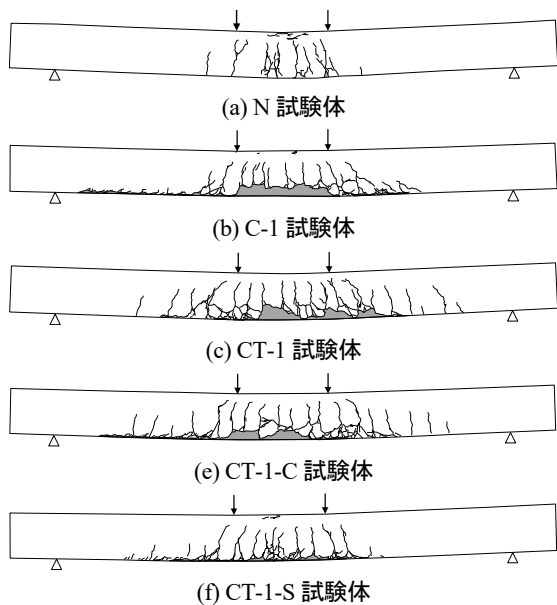 (a) N 試験体
(b) C-1 試験体
(c) CT-1 試験体
(e) CT-1-C 試験体
(f) CT-1-S 試験体